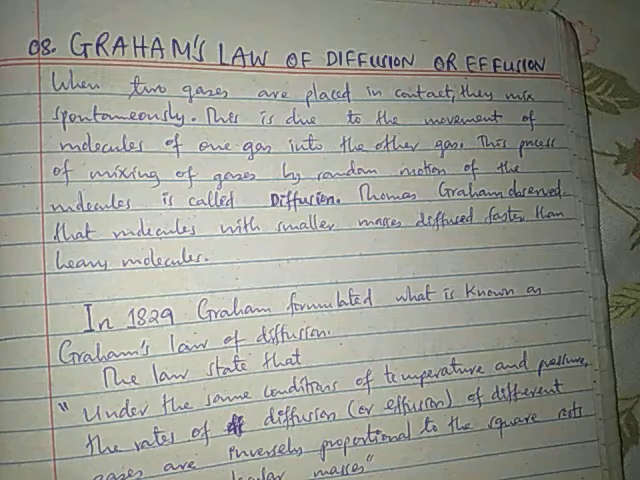 08. GRAHAM'S LAW OF DIFFUSION OR EFFUSION
When two gases are placed in contact, they mix
spontaneously. This is due to the movement of
molecules of one gas into the other gas. This process
of mixing of gases by random motion of the
molecules is called Diffusion. Thomas Graham observed
that molecules with smaller masses diffused faster than
heavy molecules.
In 1829 Graham formulated what is known as
Graham's law of diffusion.
The law state that
" Under the same conditions of temperature and pressure,
the rates of diffusion (or effusion) of different
gases are inversely proportional to the square roots
masses"